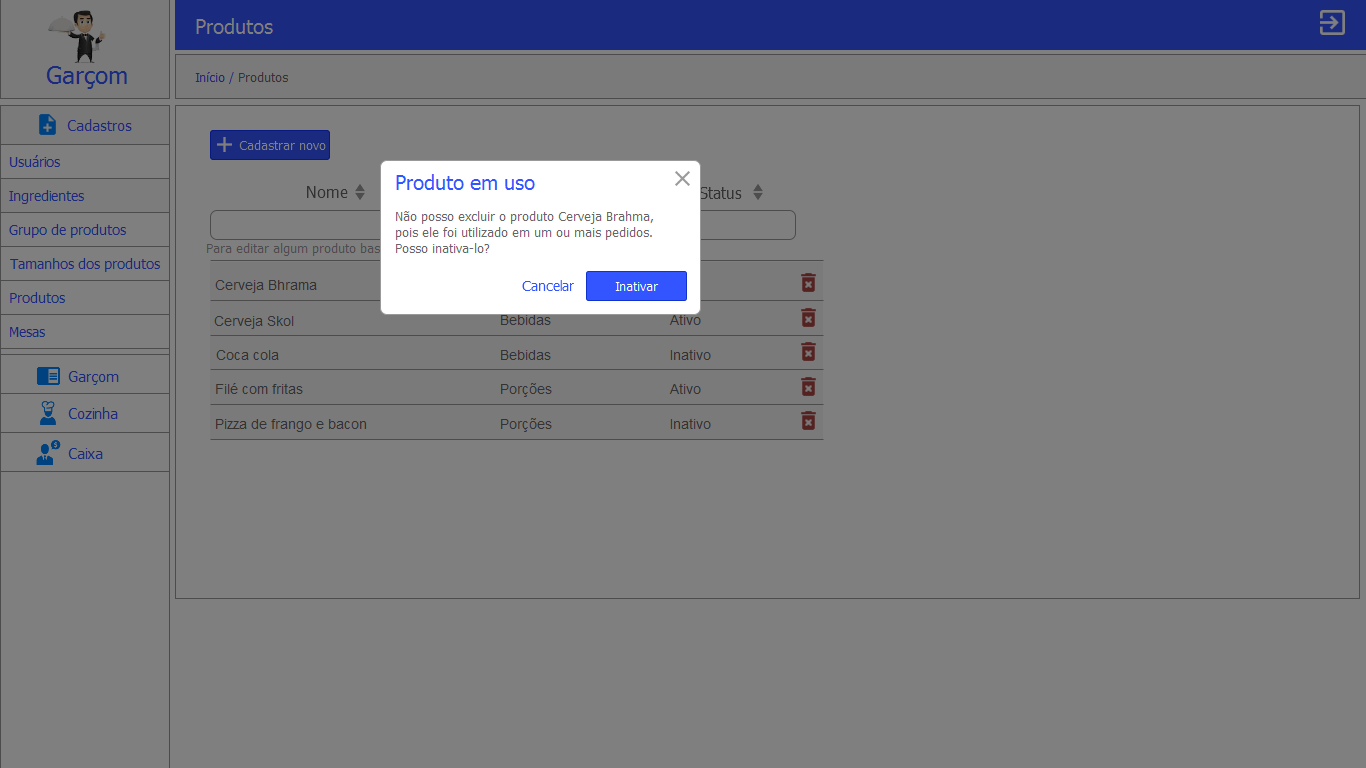 Garçom
Produtos
Início / Produtos
Cadastros
Usuários
Ingredientes
Grupo de produtos
Tamanhos dos produtos
Produtos
Mesas
Garçom
Cozinha
Caixa
Cadastrar novo
Nome
Status
Para editar algum produto bas
Produto em uso
Não posso excluir o produto Cerveja Brahma,
pois ele foi utilizado em um ou mais pedidos.
Posso inativa-lo?
Cancelar Inativar
Cerveja Bhrama
Cerveja Skol Bebidas Ativo
Coca cola Bebidas Inativo
Filé com fritas Porções Ativo
Pizza de frango e bacon Porções Inativo